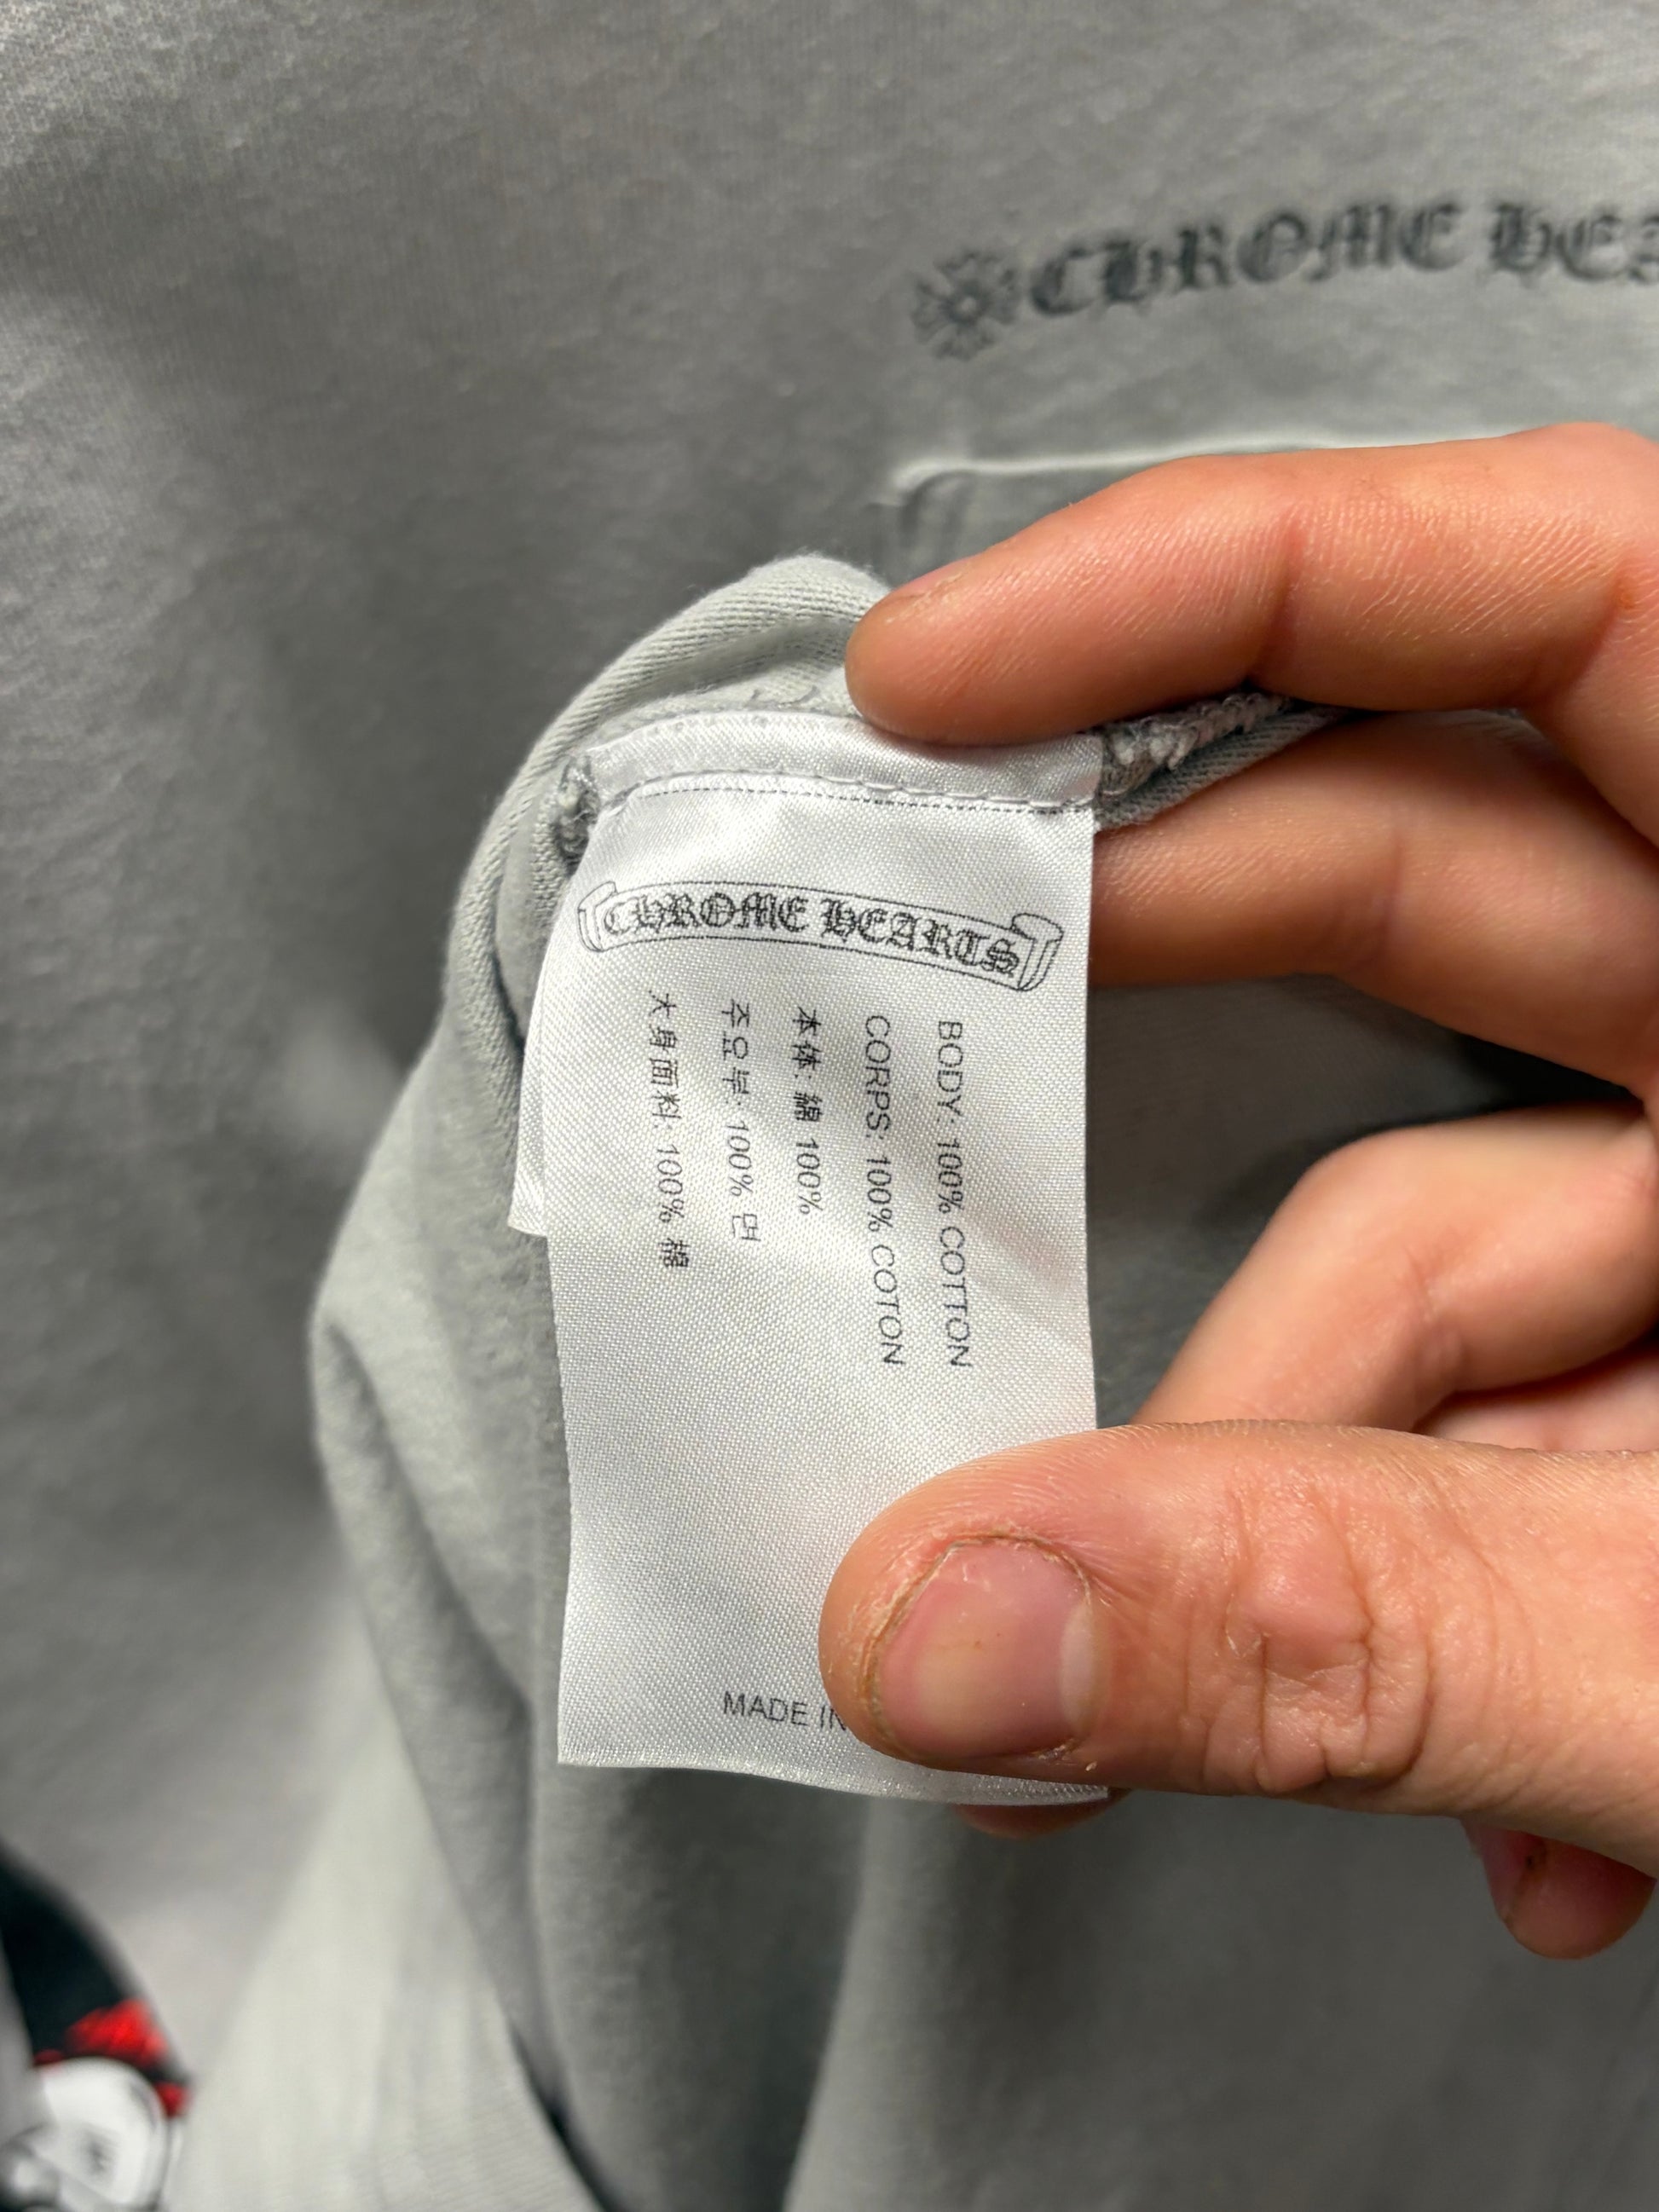 CHROME HEA
CHROME HEARTS
BODY: 100% COTTON
CORPS: 100% COTON
本体: 綿 100%
주요부: 100% 면
大身面料: 100% 棉
MADE IN